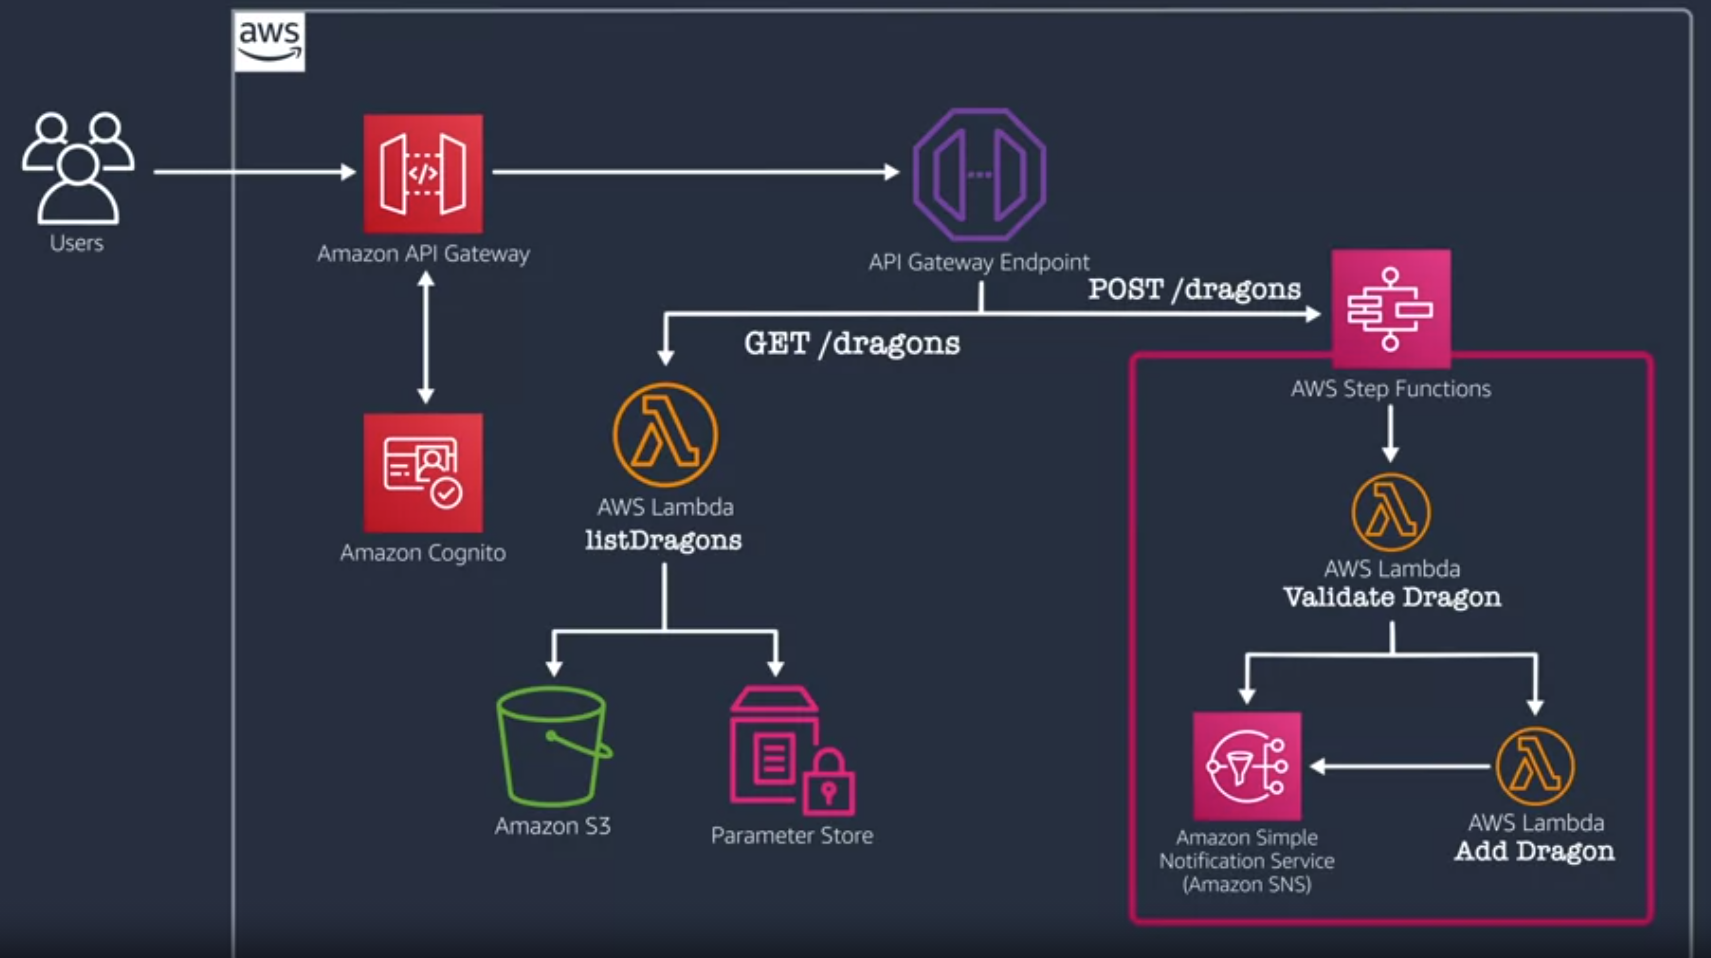 aws
Users
Amazon API Gateway
API Gateway Endpoint
POST /dragons
GET /dragons
AWS Step Functions
Amazon Cognito
AWS Lambda
listDragons
AWS Lambda
Validate Dragon
Amazon S3
Parameter Store
Amazon Simple
Notification Service
(Amazon SNS)
AWS Lambda
Add Dragon